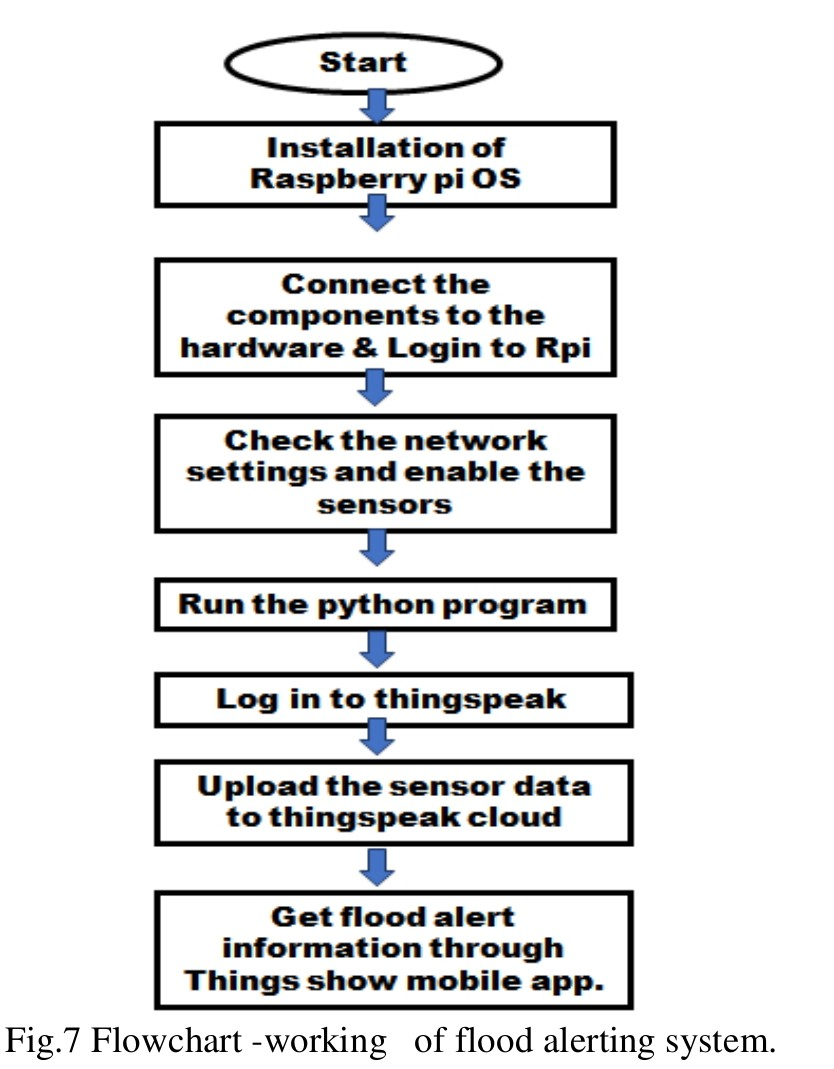 Start
Installation of
Raspberry pi OS
Connect the
components to the
hardware & Login to Rpi
Check the network
settings and enable the
sensors
Run the python program
Log in to thingspeak
Upload the sensor data
to thingspeak cloud
Get flood alert
information through
Things show mobile app.
Fig.7 Flowchart -working of flood alerting system.